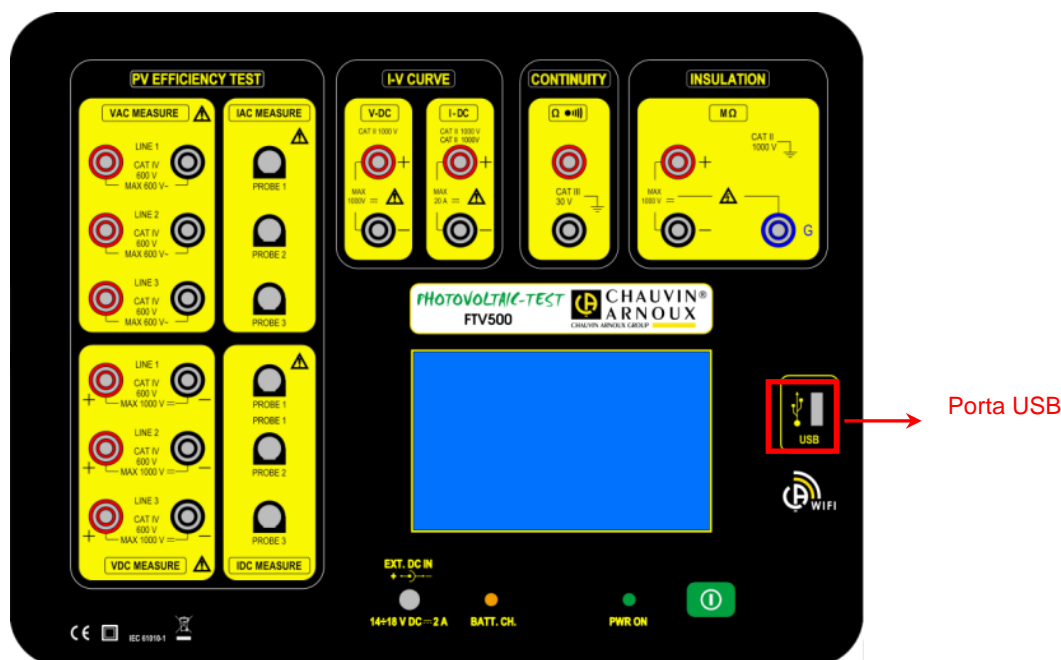 PV EFFICIENCY TEST
VAC MEASURE
IAC MEASURE
LINE 1
CAT IV
600 V
MAX 600 V~
PROBE 1
LINE 2
CAT IV
600 V
MAX 600 V~
PROBE 2
LINE 3
CAT IV
600 V
MAX 600 V~
PROBE 3
LINE 1
CAT IV
600 V
+ MAX 1000 V = −
PROBE 1
PROBE 1
LINE 2
CAT IV
600 V
+ MAX 1000 V = −
PROBE 2
LINE 3
CAT IV
600 V
+ MAX 1000 V = −
PROBE 3
VDC MEASURE
IDC MEASURE
I-V CURVE
V-DC
CAT II 1000 V
+
MAX
1000V =
−
I-DC
CAT II 1000 V
CAT II 1000V
+
MAX
20 A =
−
CONTINUITY
Ω
CAT III
30 V
INSULATION
MΩ
CAT II
1000 V
+
MAX
1000 V =
−
G
PHOTOVOLTAIC-TEST
FTV500
CHAUVIN®
ARNOUX
CHAUVIN ARNOUX GROUP
USB
Porta USB
WIFI
EXT. DC IN
14÷18 V DC = 2 A
BATT. CH.
PWR ON
CE
IEC 61010-1